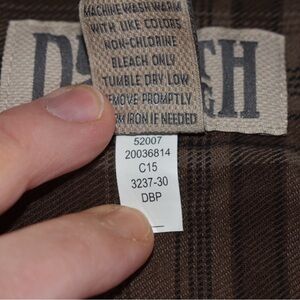 MACHINE WASH WARM
WITH LIKE COLORS
NON-CHLORINE
BLEACH ONLY
TUMBLE DRY LOW
EMOVE PROMPTLY
IRON IF NEEDED
52007
20036814
C15
3237-30
DBP